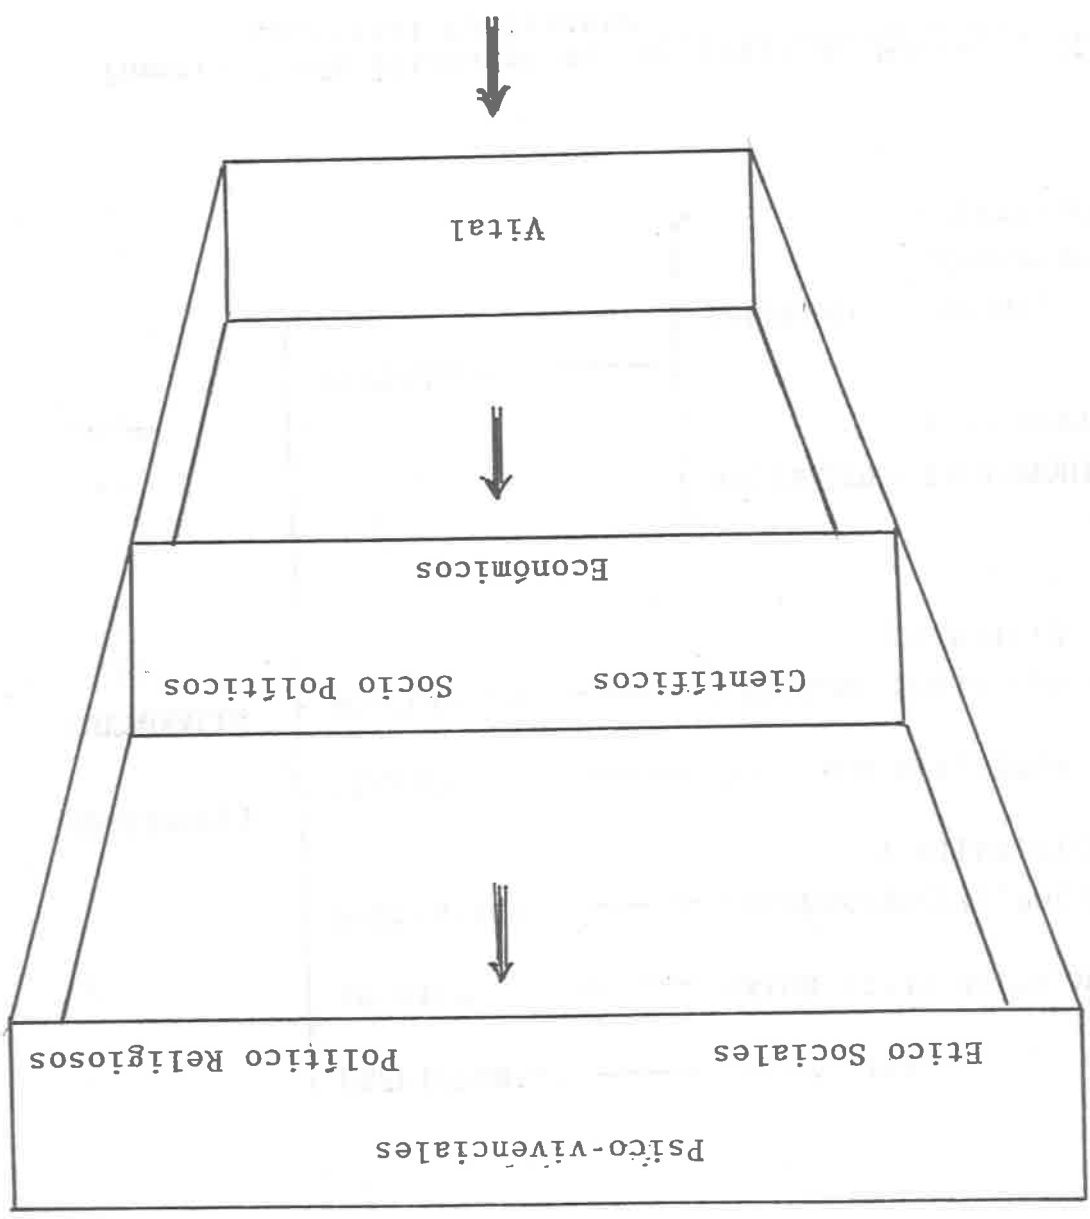 Psico-vivenciales
Etico Sociales Político Religiosos
Científicos Socio Políticos
Económicos
Vital